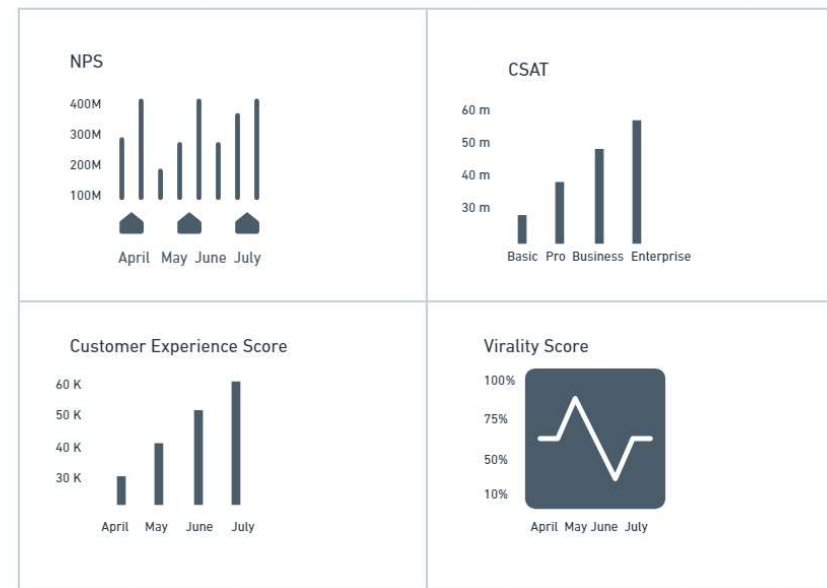 NPS
400M
300M
200M
100M
April May June July
CSAT
60 m
50 m
40 m
30 m
Basic Pro Business Enterprise
Customer Experience Score
60 K
50 K
40 K
30 K
April May June July
Virality Score
100%
75%
50%
10%
April May June July